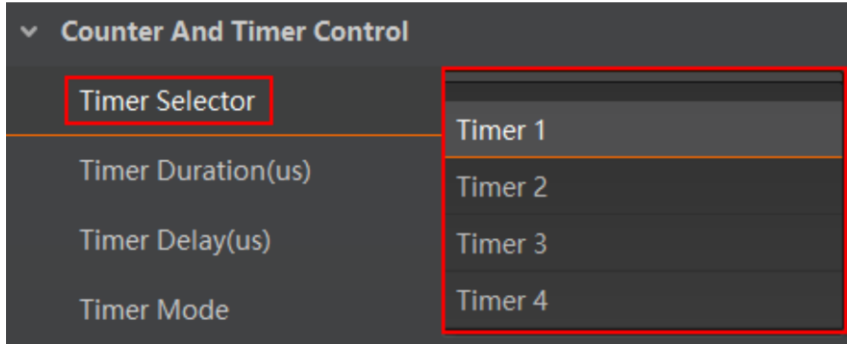 Counter And Timer Control
Timer Selector
Timer 1
Timer Duration(us)
Timer 2
Timer Delay(us)
Timer 3
Timer Mode
Timer 4